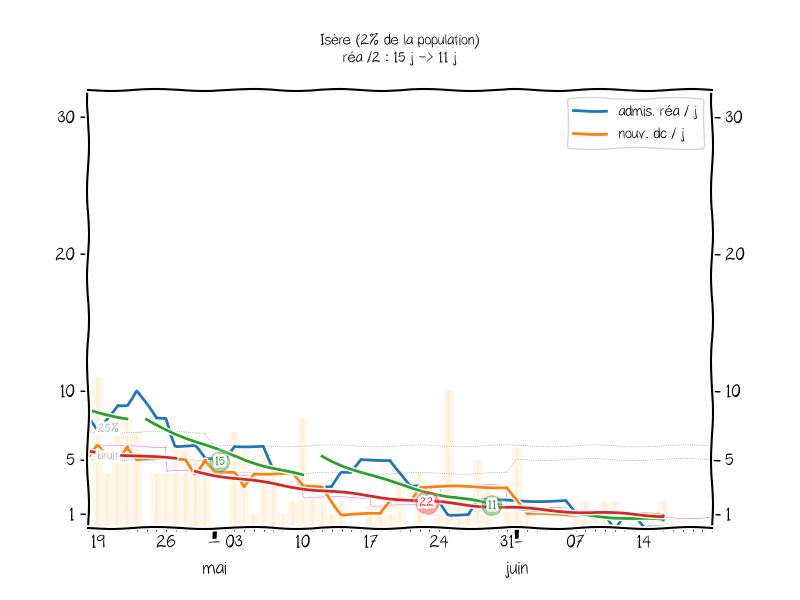 Isère (2% de la population)
réa /2 : 15 j -> 11 j
admis. réa / j
nouv. dc / j
30 30
20 20
10 10
5 5
1 1
25%
bruit
15
22
11
19 26 03 10 17 24 31 07 14
mai juin